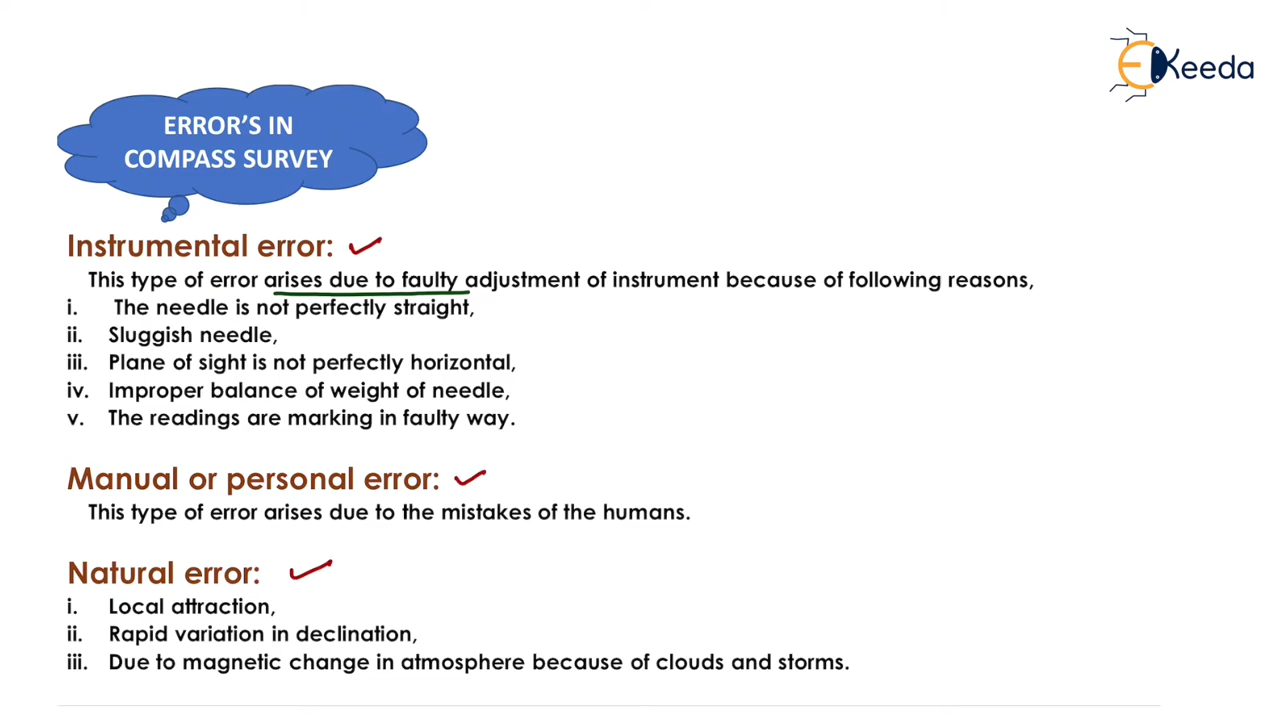 EKeeda
ERROR'S IN
COMPASS SURVEY
Instrumental error:
This type of error arises due to faulty adjustment of instrument because of following reasons,
i. The needle is not perfectly straight,
ii. Sluggish needle,
iii. Plane of sight is not perfectly horizontal,
iv. Improper balance of weight of needle,
v. The readings are marking in faulty way.
Manual or personal error:
This type of error arises due to the mistakes of the humans.
Natural error:
i. Local attraction,
ii. Rapid variation in declination,
iii. Due to magnetic change in atmosphere because of clouds and storms.